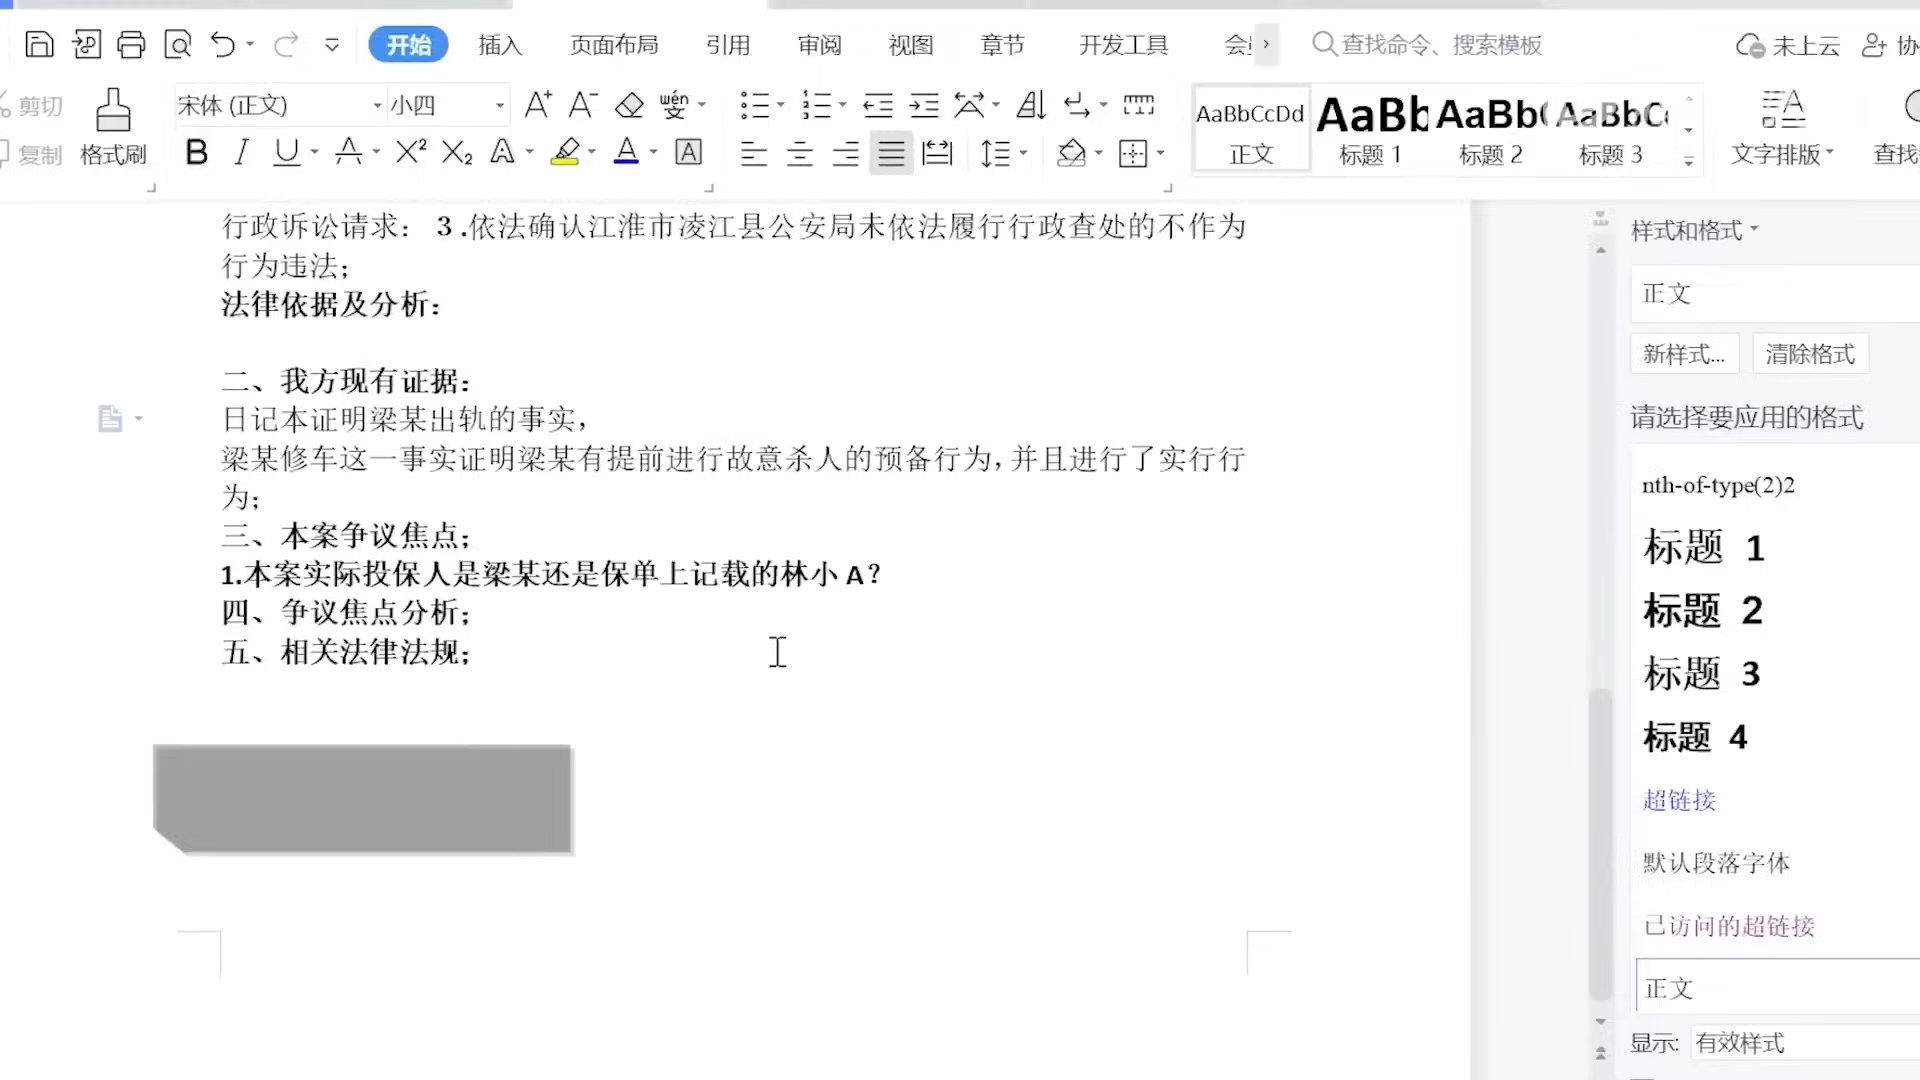 开始 插入 页面布局 引用 审阅 视图 章节 开发工具 查找命令、搜索模板 未上云
剪切 宋体 (正文) 小四 wén
复制 格式刷 B I U A X² X₂ A A A
AaBbCcDd AaBb AaBb( AaBbC
正文 标题 1 标题 2 标题 3 文字排版 查找
行政诉讼请求： 3 .依法确认江淮市凌江县公安局未依法履行行政查处的不作为
行为违法；
法律依据及分析：
二、我方现有证据：
日记本证明梁某出轨的事实，
梁某修车这一事实证明梁某有提前进行故意杀人的预备行为，并且进行了实行行
为；
三、本案争议焦点；
1.本案实际投保人是梁某还是保单上记载的林小 A？
四、争议焦点分析；
五、相关法律法规；
样式和格式
正文
新样式... 清除格式
请选择要应用的格式
nth-of-type(2)2
标题 1
标题 2
标题 3
标题 4
超链接
默认段落字体
已访问的超链接
正文
显示: 有效样式